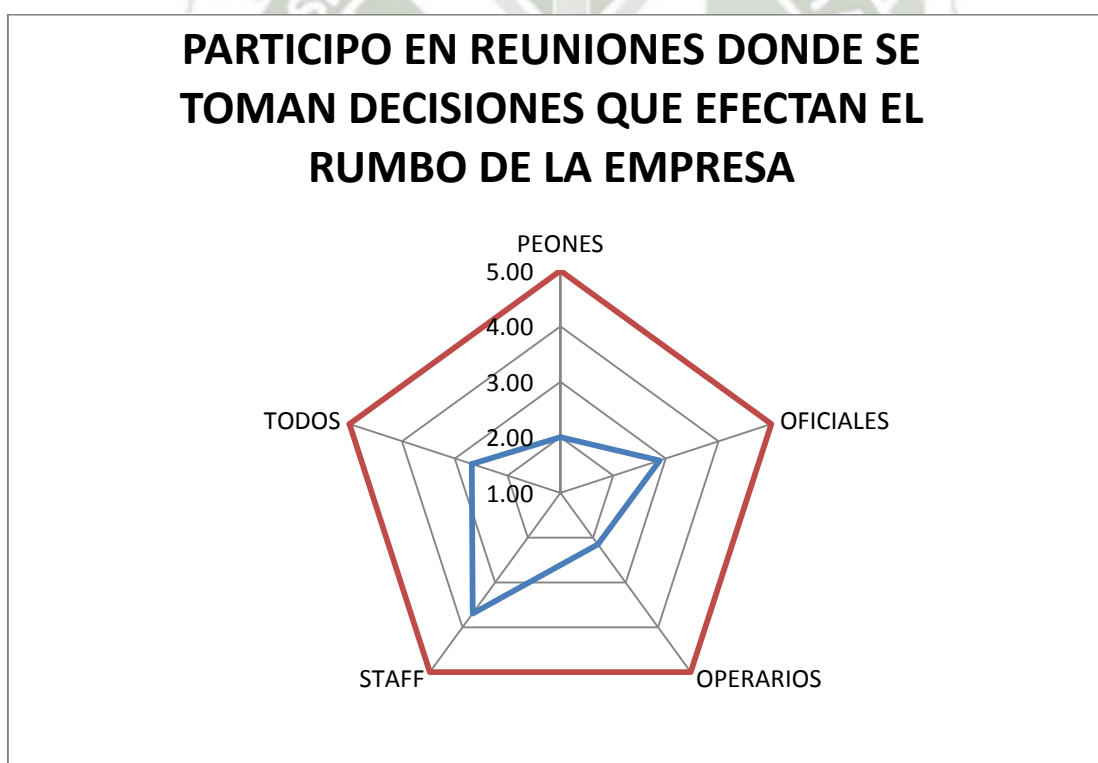 PARTICIPO EN REUNIONES DONDE SE
TOMAN DECISIONES QUE EFECTAN EL
RUMBO DE LA EMPRESA
PEONES
5.00
4.00
3.00
TODOS
OFICIALES
2.00
1.00
STAFF
OPERARIOS